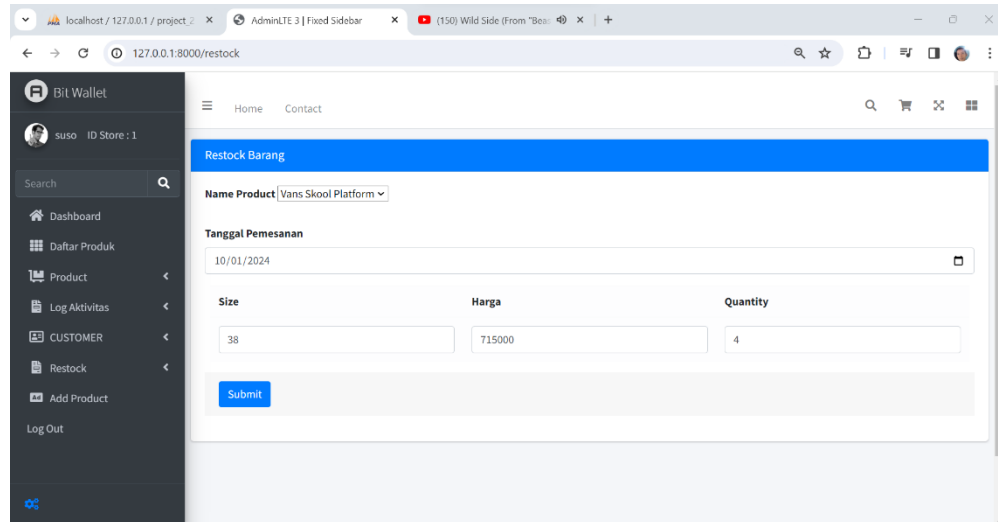 localhost / 127.0.0.1 / project_2
AdminLTE 3 | Fixed Sidebar
(150) Wild Side (From "Beas
127.0.0.1:8000/restock
Bit Wallet
suso ID Store : 1
Search
Dashboard
Daftar Produk
Product
Log Aktivitas
CUSTOMER
Restock
Ad Add Product
Log Out
Home Contact
Restock Barang
Name Product Vans Skool Platform
Tanggal Pemesanan
10/01/2024
Size Harga Quantity
38 715000 4
Submit